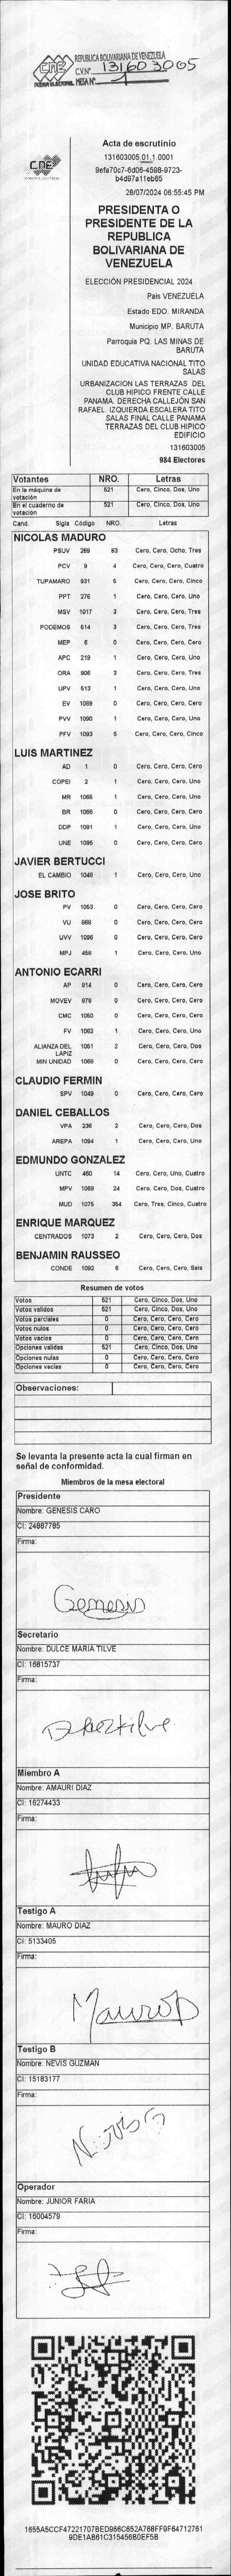 CNE
PODER ELECTORAL
REPUBLICA BOLIVARIANA DE VENEZUELA
CV.Nº 131603005
MESA Nº 1
CNE
Acta de escrutinio
131603005.01.1.0001
9efa70c7-6d06-4588-9723-
b4d97a11eb65
28/07/2024 06:55:45 PM
PRESIDENTA O
PRESIDENTE DE LA
REPUBLICA
BOLIVARIANA DE
VENEZUELA
ELECCIÓN PRESIDENCIAL 2024
País VENEZUELA
Estado EDO. MIRANDA
Municipio MP. BARUTA
Parroquia PQ. LAS MINAS DE
BARUTA
UNIDAD EDUCATIVA NACIONAL TITO
SALAS
URBANIZACION LAS TERRAZAS DEL
CLUB HIPICO FRENTE CALLE
PANAMA. DERECHA CALLEJÓN SAN
RAFAEL. IZQUIERDA ESCALERA TITO
SALAS FINAL CALLE PANAMA
TERRAZAS DEL CLUB HIPICO
EDIFICIO
131603005
984 Electores
Votantes NRO. Letras
En la máquina de votación 521 Cero, Cinco, Dos, Uno
En el cuaderno de votación 521 Cero, Cinco, Dos, Uno
Cand. Sigla Código NRO. Letras
NICOLAS MADURO
PSUV 269 83 Cero, Cero, Ocho, Tres
PCV 9 4 Cero, Cero, Cero, Cuatro
TUPAMARO 931 5 Cero, Cero, Cero, Cinco
PPT 276 1 Cero, Cero, Cero, Uno
MSV 1017 3 Cero, Cero, Cero, Tres
PODEMOS 514 3 Cero, Cero, Cero, Tres
MEP 6 0 Cero, Cero, Cero, Cero
APC 219 1 Cero, Cero, Cero, Uno
ORA 906 3 Cero, Cero, Cero, Tres
UPV 613 1 Cero, Cero, Cero, Uno
EV 1089 0 Cero, Cero, Cero, Cero
PVV 1090 1 Cero, Cero, Cero, Uno
PFV 1093 5 Cero, Cero, Cero, Cinco
LUIS MARTINEZ
AD 1 0 Cero, Cero, Cero, Cero
COPEI 2 1 Cero, Cero, Cero, Uno
MR 1065 1 Cero, Cero, Cero, Uno
BR 1066 0 Cero, Cero, Cero, Cero
DDP 1091 1 Cero, Cero, Cero, Uno
UNE 1095 0 Cero, Cero, Cero, Cero
JAVIER BERTUCCI
EL CAMBIO 1048 1 Cero, Cero, Cero, Uno
JOSE BRITO
PV 1053 0 Cero, Cero, Cero, Cero
VU 868 0 Cero, Cero, Cero, Cero
UVV 1096 0 Cero, Cero, Cero, Cero
MPJ 458 1 Cero, Cero, Cero, Uno
ANTONIO ECARRI
AP 814 0 Cero, Cero, Cero, Cero
MOVEV 878 0 Cero, Cero, Cero, Cero
CMC 1050 0 Cero, Cero, Cero, Cero
FV 1062 1 Cero, Cero, Cero, Uno
ALIANZA DEL LAPIZ 1051 2 Cero, Cero, Cero, Dos
MIN UNIDAD 1068 0 Cero, Cero, Cero, Cero
CLAUDIO FERMIN
SPV 1049 0 Cero, Cero, Cero, Cero
DANIEL CEBALLOS
VPA 236 2 Cero, Cero, Cero, Dos
AREPA 1094 1 Cero, Cero, Cero, Uno
EDMUNDO GONZALEZ
UNTC 460 14 Cero, Cero, Uno, Cuatro
MPV 1069 24 Cero, Cero, Dos, Cuatro
MUD 1075 354 Cero, Tres, Cinco, Cuatro
ENRIQUE MARQUEZ
CENTRADOS 1073 2 Cero, Cero, Cero, Dos
BENJAMIN RAUSSEO
CONDE 1092 6 Cero, Cero, Cero, Seis
Resumen de votos
Votos 521 Cero, Cinco, Dos, Uno
Votos validos 521 Cero, Cinco, Dos, Uno
Votos parciales 0 Cero, Cero, Cero, Cero
Votos nulos 0 Cero, Cero, Cero, Cero
Votos vacios 0 Cero, Cero, Cero, Cero
Opciones validas 521 Cero, Cinco, Dos, Uno
Opciones nulas 0 Cero, Cero, Cero, Cero
Opciones vacias 0 Cero, Cero, Cero, Cero
Observaciones:
Se levanta la presente acta la cual firman en
señal de conformidad.
Miembros de la mesa electoral
Presidente
Nombre: GENESIS CARO
CI: 24887785
Firma:
Genesis
Secretario
Nombre: DULCE MARIA TILVE
CI: 16815737
Firma:
Miembro A
Nombre: AMAURI DIAZ
CI: 16274433
Firma:
Testigo A
Nombre: MAURO DIAZ
CI: 5133405
Firma:
Mauro D
Testigo B
Nombre: NEVIS GUZMAN
CI: 15183177
Firma:
Operador
Nombre: JUNIOR FARIA
CI: 16004579
Firma:
1655A5CCF47221707BED966C652A768FF9F64712761
9DE1AB61C315456B0EF5B